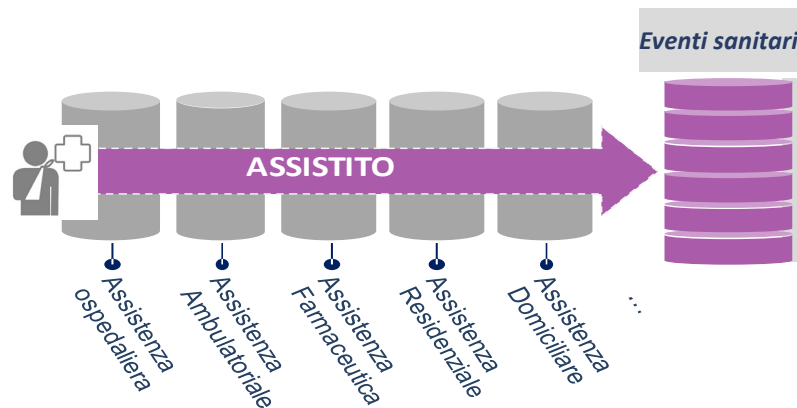 Eventi sanitari
ASSISTITO
Assistenza
ospedaliera
Assistenza
Ambulatoriale
Assistenza
Farmaceutica
Assistenza
Residenziale
Assistenza
Domiciliare
...